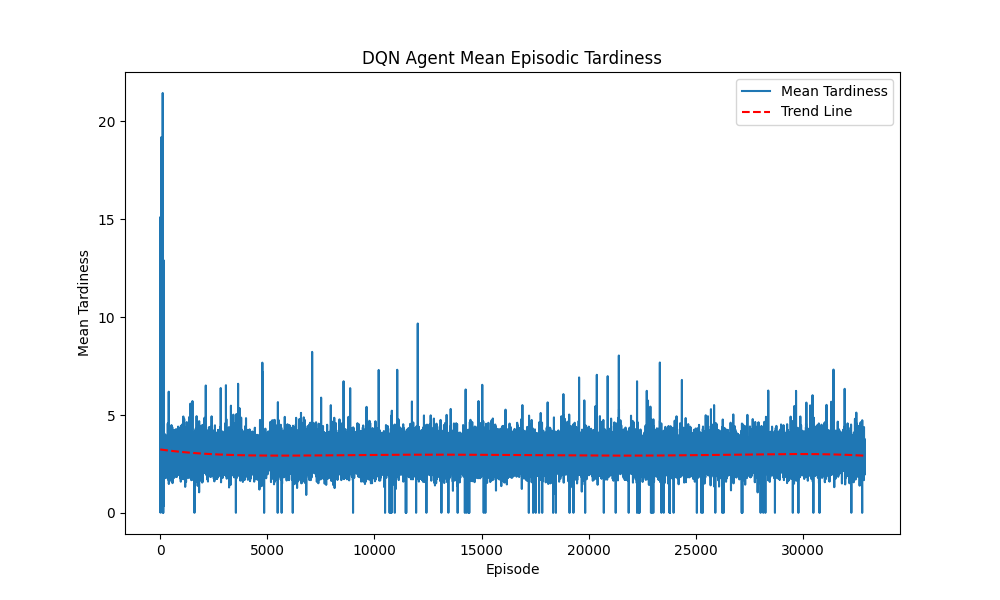 DQN Agent Mean Episodic Tardiness
Mean Tardiness
Trend Line
Mean Tardiness
20
15
10
5
0
0 5000 10000 15000 20000 25000 30000
Episode